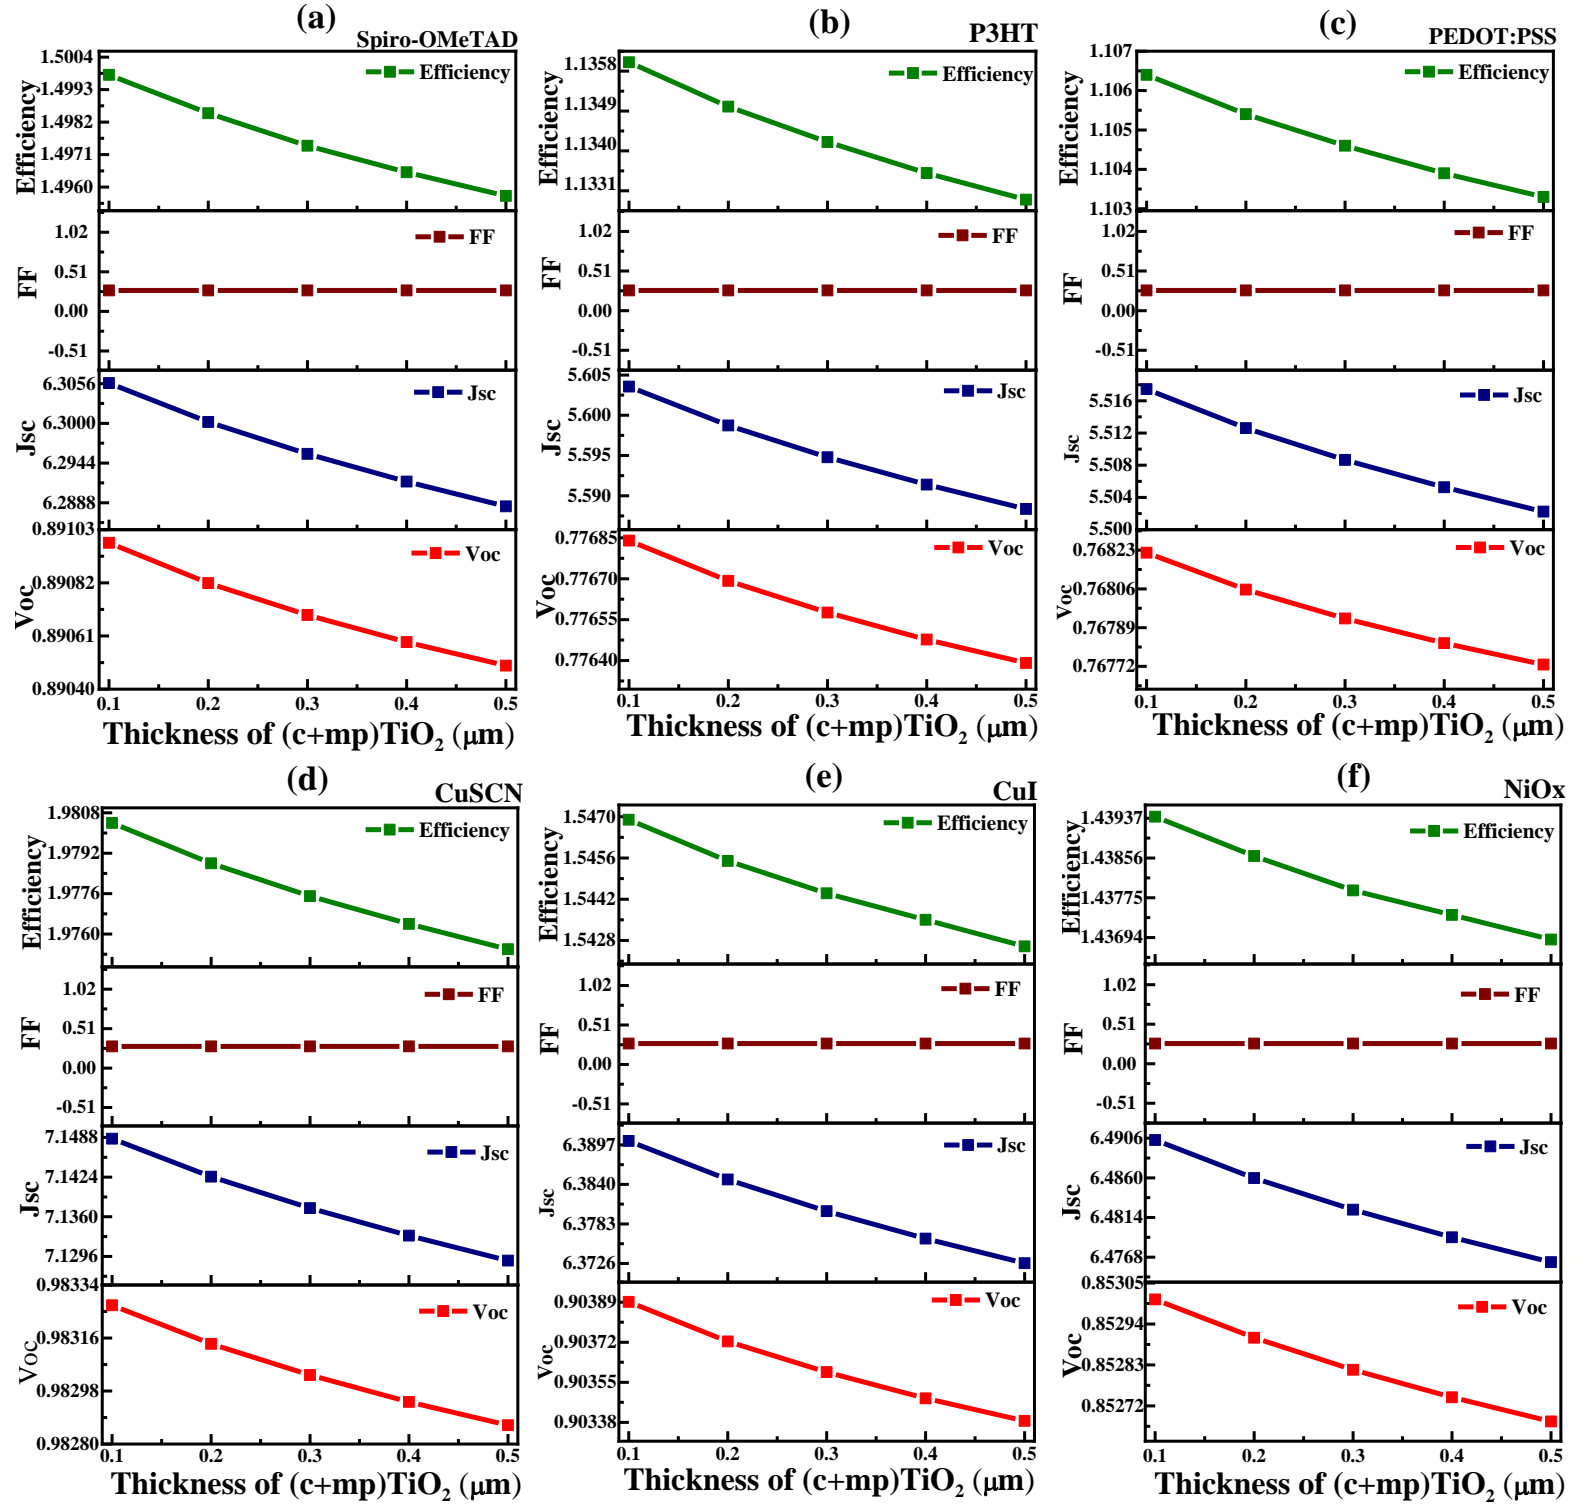 (a)
Spiro-OMeTAD
Efficiency
1.5004
1.4993
1.4982
1.4971
1.4960
Efficiency
FF
1.02
0.51
0.00
-0.51
FF
Jsc
6.3056
6.3000
6.2944
6.2888
Jsc
Voc
0.89103
0.89082
0.89061
0.89040
Voc
0.1 0.2 0.3 0.4 0.5
Thickness of (c+mp)TiO2 (μm)
(b)
P3HT
Efficiency
1.1358
1.1349
1.1340
1.1331
Efficiency
FF
1.02
0.51
0.00
-0.51
FF
Jsc
5.605
5.600
5.595
5.590
Jsc
Voc
0.77685
0.77670
0.77655
0.77640
Voc
0.1 0.2 0.3 0.4 0.5
Thickness of (c+mp)TiO2 (μm)
(c)
PEDOT:PSS
Efficiency
1.107
1.106
1.105
1.104
1.103
Efficiency
FF
1.02
0.51
0.00
-0.51
FF
Jsc
5.516
5.512
5.508
5.504
5.500
Jsc
Voc
0.76823
0.76806
0.76789
0.76772
Voc
0.1 0.2 0.3 0.4 0.5
Thickness of (c+mp)TiO2 (μm)
(d)
CuSCN
Efficiency
1.9808
1.9792
1.9776
1.9760
Efficiency
FF
1.02
0.51
0.00
-0.51
FF
Jsc
7.1488
7.1424
7.1360
7.1296
Jsc
Voc
0.98334
0.98316
0.98298
0.98280
Voc
0.1 0.2 0.3 0.4 0.5
Thickness of (c+mp)TiO2 (μm)
(e)
CuI
Efficiency
1.5470
1.5456
1.5442
1.5428
Efficiency
FF
1.02
0.51
0.00
-0.51
FF
Jsc
6.3897
6.3840
6.3783
6.3726
Jsc
Voc
0.90389
0.90372
0.90355
0.90338
Voc
0.1 0.2 0.3 0.4 0.5
Thickness of (c+mp)TiO2 (μm)
(f)
NiOx
Efficiency
1.43937
1.43856
1.43775
1.43694
Efficiency
FF
1.02
0.51
0.00
-0.51
FF
Jsc
6.4906
6.4860
6.4814
6.4768
Jsc
Voc
0.85305
0.85294
0.85283
0.85272
Voc
0.1 0.2 0.3 0.4 0.5
Thickness of (c+mp)TiO2 (μm)